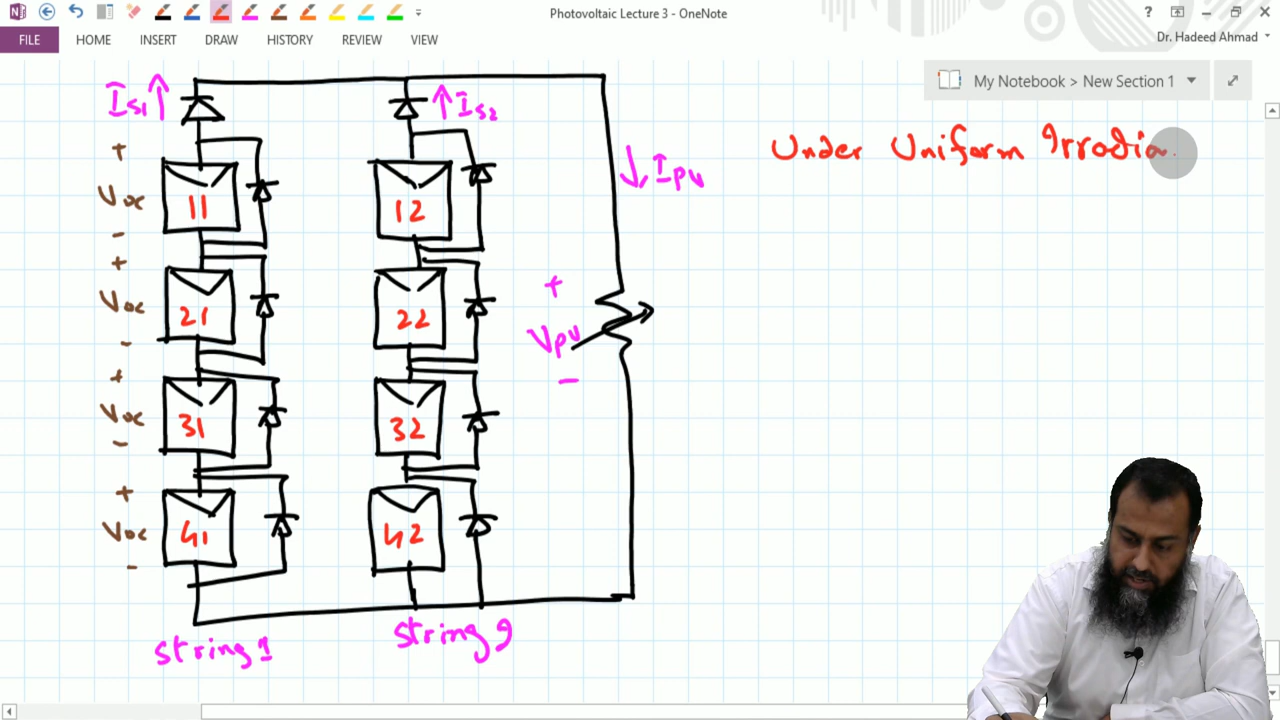 Photovoltaic Lecture 3 - OneNote
Dr. Hadeed Ahmad
FILE HOME INSERT DRAW HISTORY REVIEW VIEW
My Notebook > New Section 1
Is1 Is2
Under Uniform Irradia
Ipv
+
Voc 11 12
-
+
Voc 21 22
-
+
Vpv
-
+
Voc 31 32
-
+
Voc 41 42
-
String 1 String 2